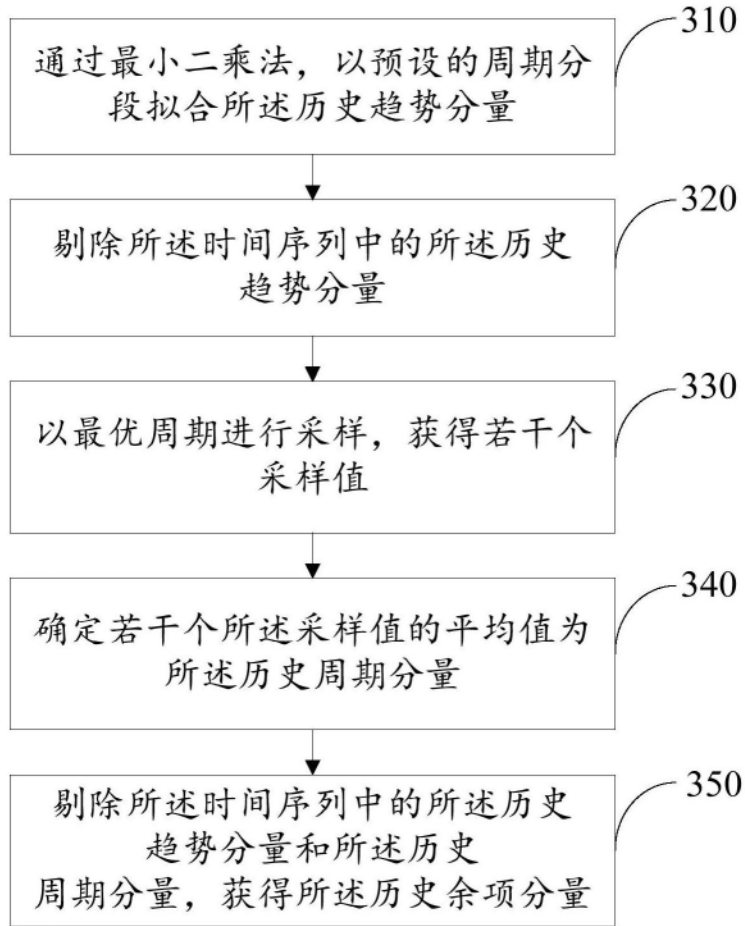 310
通过最小二乘法，以预设的周期分
段拟合所述历史趋势分量
320
剔除所述时间序列中的所述历史
趋势分量
330
以最优周期进行采样，获得若干个
采样值
340
确定若干个所述采样值的平均值为
所述历史周期分量
350
剔除所述时间序列中的所述历史
趋势分量和所述历史
周期分量，获得所述历史余项分量